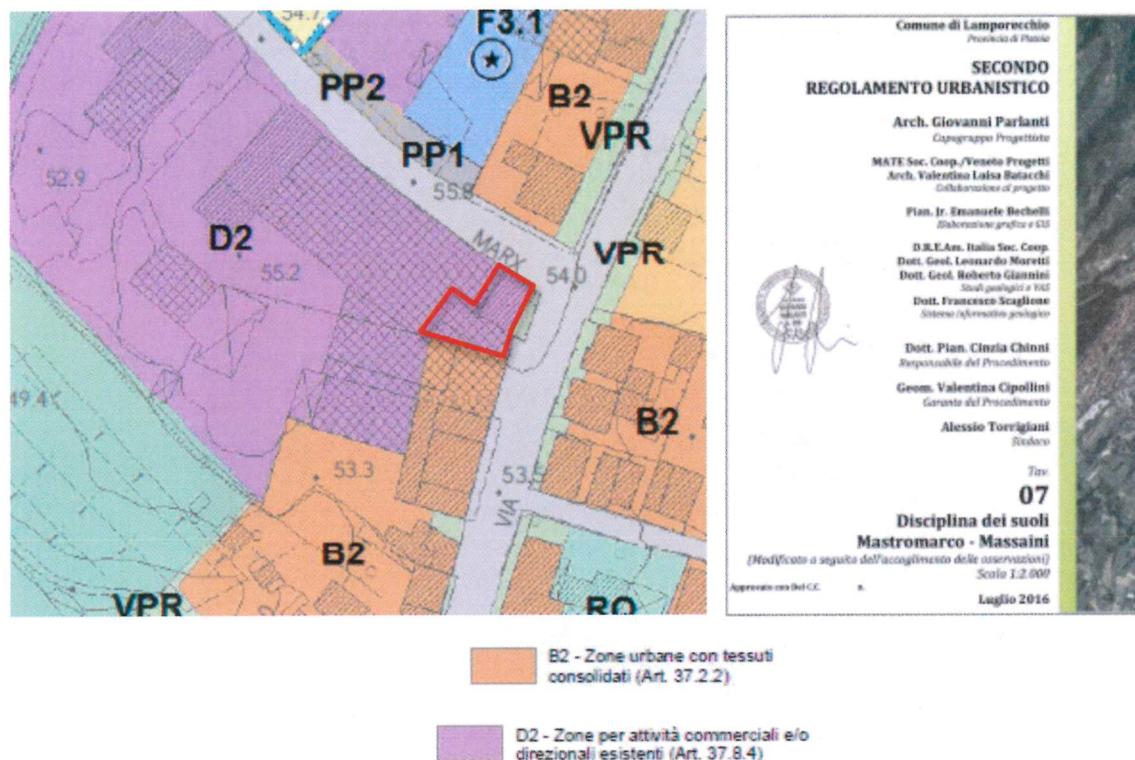 54.7
F3.1
PP2
B2
VPR
PP1
55.8
52.9
D2
55.2
MARX
VPR
54.0
49.4
B2
53.3
53.5
VIA
B2
VPR
RQ
Comune di Lamporecchio
Provincia di Pistoia
SECONDO
REGOLAMENTO URBANISTICO
Arch. Giovanni Parlanti
Capogruppo Progettista
MATE Soc. Coop./Veneto Progetti
Arch. Valentina Luisa Batacchi
Collaborazione al progetto
Pian. Jr. Emanuele Bechelli
Elaborazione grafica e GIS
D.R.E.Am. Italia Soc. Coop.
Dott. Geol. Leonardo Moretti
Dott. Geol. Roberto Giannini
Studi geologici e VAS
Dott. Francesco Scaglione
Sistema informativo geologico
Dott. Pian. Cinzia Chinni
Responsabile del Procedimento
Geom. Valentina Cipollini
Garante del Procedimento
Alessio Torrigiani
Sindaco
Tav.
07
Disciplina dei suoli
Mastromarco - Massaini
(Modificato a seguito dell'accoglimento delle osservazioni)
Scala 1:2.000
Approvato con Del C.C. n.
Luglio 2016
B2 - Zone urbane con tessuti
consolidati (Art. 37.2.2)
D2 - Zone per attività commerciali e/o
direzionali esistenti (Art. 37.8.4)